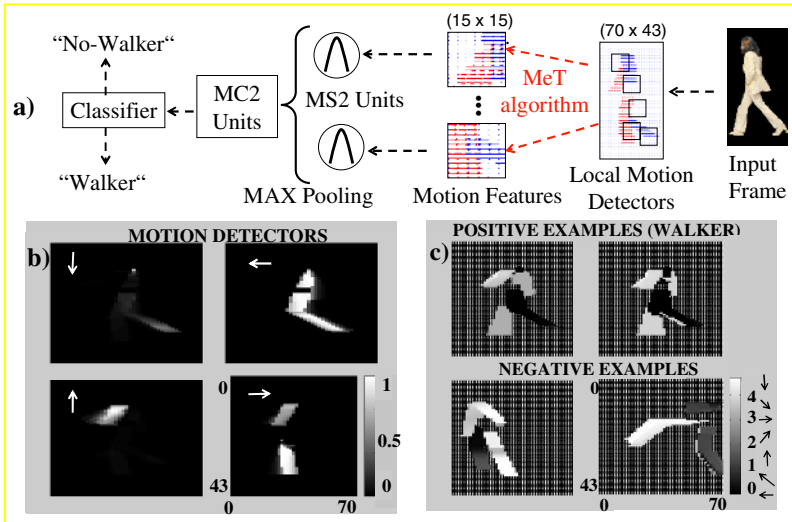 a)
“No-Walker“
Classifier
“Walker“
MC2
Units
MS2 Units
MAX Pooling
(15 x 15)
Motion Features
MeT
algorithm
(70 x 43)
Local Motion
Detectors
Input
Frame
b)
MOTION DETECTORS
0
43
0
70
1
0.5
0
c)
POSITIVE EXAMPLES (WALKER)
NEGATIVE EXAMPLES
0
43
0
70
4
3
2
1
0